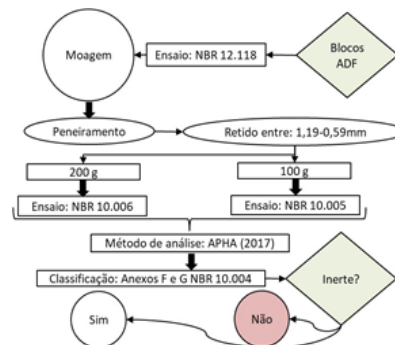 Moagem
Ensaio: NBR 12.118
Blocos
ADF
Peneiramento
Retido entre: 1,19-0,59mm
200 g
100 g
Ensaio: NBR 10.006
Ensaio: NBR 10.005
Método de análise: APHA (2017)
Classificação: Anexos F e G NBR 10.004
Inerte?
Sim
Não